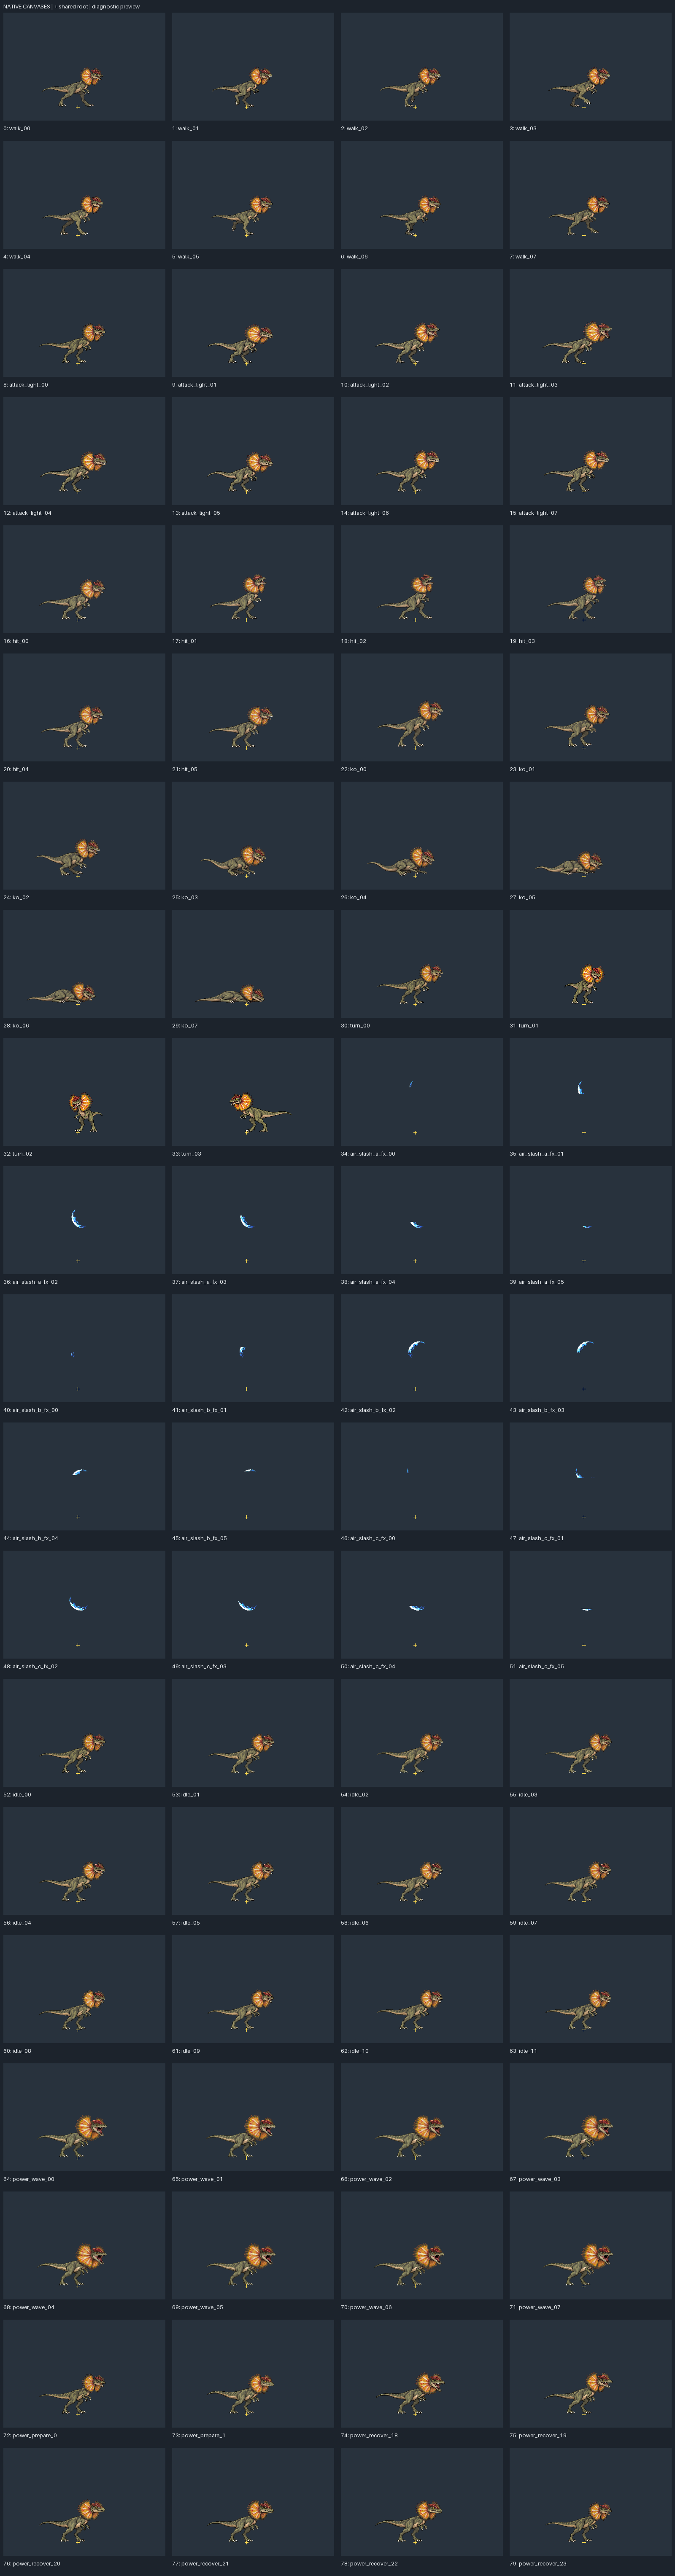 NATIVE CANVASES | + shared root | diagnostic preview
0: walk_00 1: walk_01 2: walk_02 3: walk_03
4: walk_04 5: walk_05 6: walk_06 7: walk_07
8: attack_light_00 9: attack_light_01 10: attack_light_02 11: attack_light_03
12: attack_light_04 13: attack_light_05 14: attack_light_06 15: attack_light_07
16: hit_00 17: hit_01 18: hit_02 19: hit_03
20: hit_04 21: hit_05 22: ko_00 23: ko_01
24: ko_02 25: ko_03 26: ko_04 27: ko_05
28: ko_06 29: ko_07 30: turn_00 31: turn_01
32: turn_02 33: turn_03 34: air_slash_a_fx_00 35: air_slash_a_fx_01
36: air_slash_a_fx_02 37: air_slash_a_fx_03 38: air_slash_a_fx_04 39: air_slash_a_fx_05
40: air_slash_b_fx_00 41: air_slash_b_fx_01 42: air_slash_b_fx_02 43: air_slash_b_fx_03
44: air_slash_b_fx_04 45: air_slash_b_fx_05 46: air_slash_c_fx_00 47: air_slash_c_fx_01
48: air_slash_c_fx_02 49: air_slash_c_fx_03 50: air_slash_c_fx_04 51: air_slash_c_fx_05
52: idle_00 53: idle_01 54: idle_02 55: idle_03
56: idle_04 57: idle_05 58: idle_06 59: idle_07
60: idle_08 61: idle_09 62: idle_10 63: idle_11
64: power_wave_00 65: power_wave_01 66: power_wave_02 67: power_wave_03
68: power_wave_04 69: power_wave_05 70: power_wave_06 71: power_wave_07
72: power_prepare_0 73: power_prepare_1 74: power_recover_18 75: power_recover_19
76: power_recover_20 77: power_recover_21 78: power_recover_22 79: power_recover_23